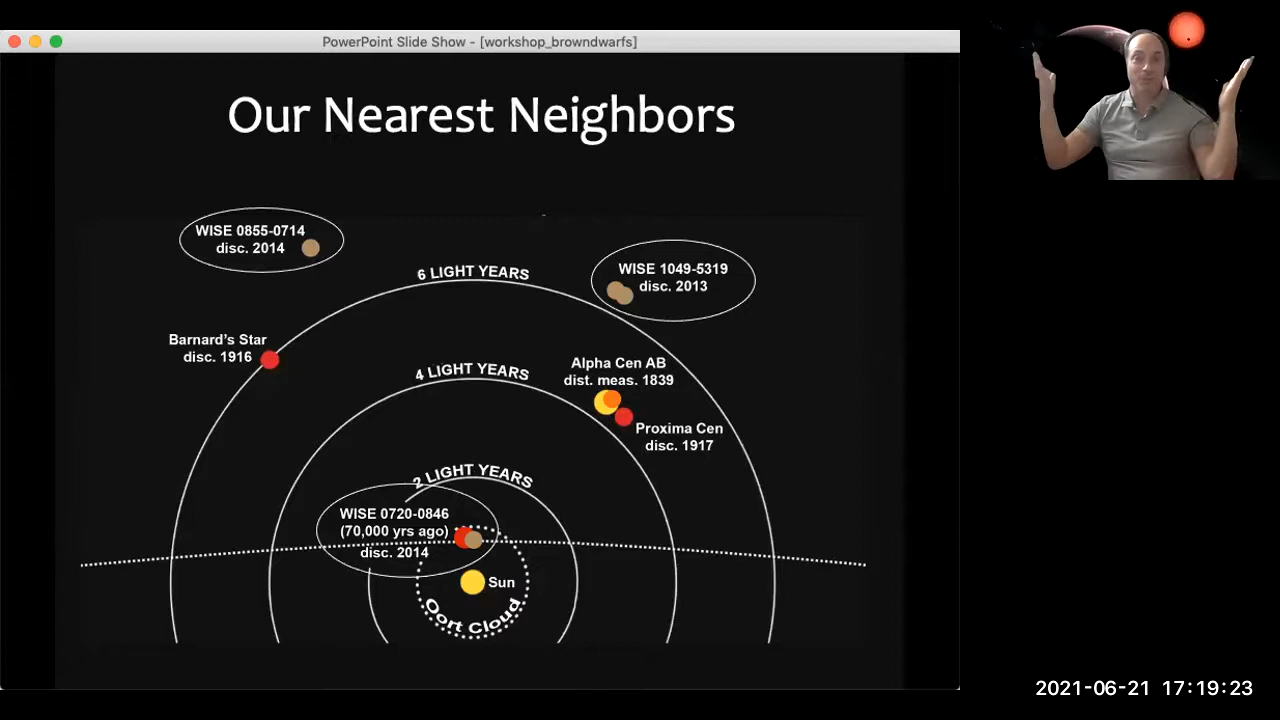 PowerPoint Slide Show - [workshop_browndwarfs]
Our Nearest Neighbors
WISE 0855-0714
disc. 2014
6 LIGHT YEARS
WISE 1049-5319
disc. 2013
Barnard's Star
disc. 1916
4 LIGHT YEARS
Alpha Cen AB
dist. meas. 1839
Proxima Cen
disc. 1917
2 LIGHT YEARS
WISE 0720-0846
(70,000 yrs ago)
disc. 2014
Sun
Oort Cloud
2021-06-21 17:19:23